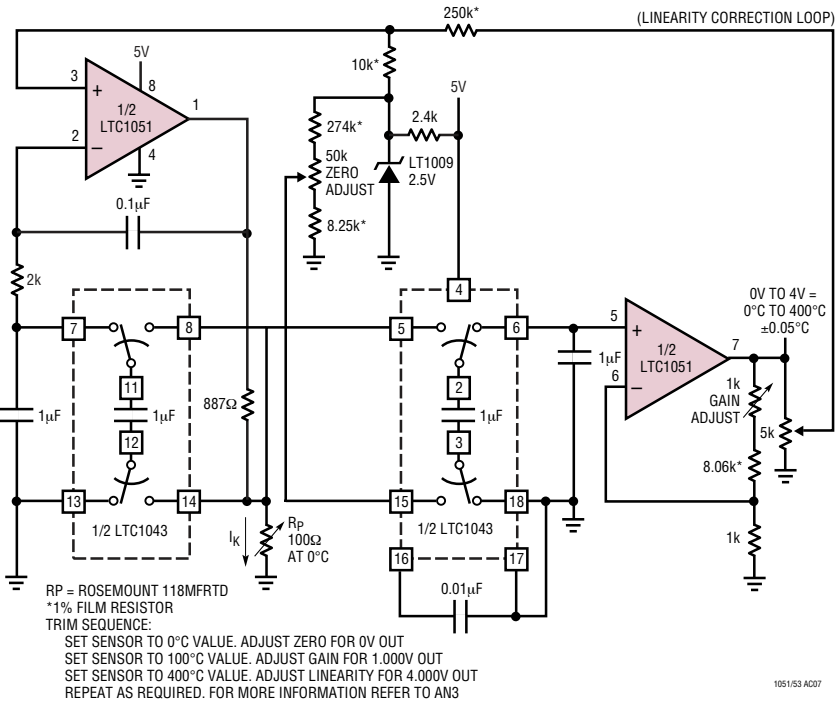 250k*
(LINEARITY CORRECTION LOOP)
10k*
5V
3
8
+
1/2
LTC1051
1
2
–
4
5V
274k*
2.4k
50k
ZERO
ADJUST
LT1009
2.5V
8.25k*
0.1µF
2k
4
7
8
5
6
11
12
1µF
1µF
887Ω
2
3
1µF
1µF
13
14
15
18
1/2 LTC1043
1/2 LTC1043
IK
RP
100Ω
AT 0°C
16
17
0.01µF
5
+
1/2
LTC1051
7
6
–
0V TO 4V =
0°C TO 400°C
±0.05°C
1k
GAIN
ADJUST
5k
8.06k*
1k
RP = ROSEMOUNT 118MFRTD
*1% FILM RESISTOR
TRIM SEQUENCE:
SET SENSOR TO 0°C VALUE. ADJUST ZERO FOR 0V OUT
SET SENSOR TO 100°C VALUE. ADJUST GAIN FOR 1.000V OUT
SET SENSOR TO 400°C VALUE. ADJUST LINEARITY FOR 4.000V OUT
REPEAT AS REQUIRED. FOR MORE INFORMATION REFER TO AN3
1051/53 AC07